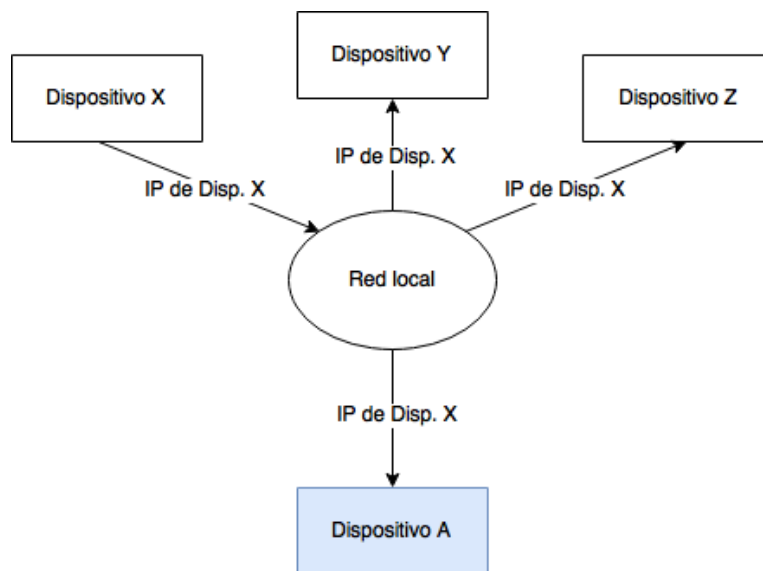 Dispositivo Y
Dispositivo X
Dispositivo Z
IP de Disp. X
IP de Disp. X
IP de Disp. X
Red local
IP de Disp. X
Dispositivo A